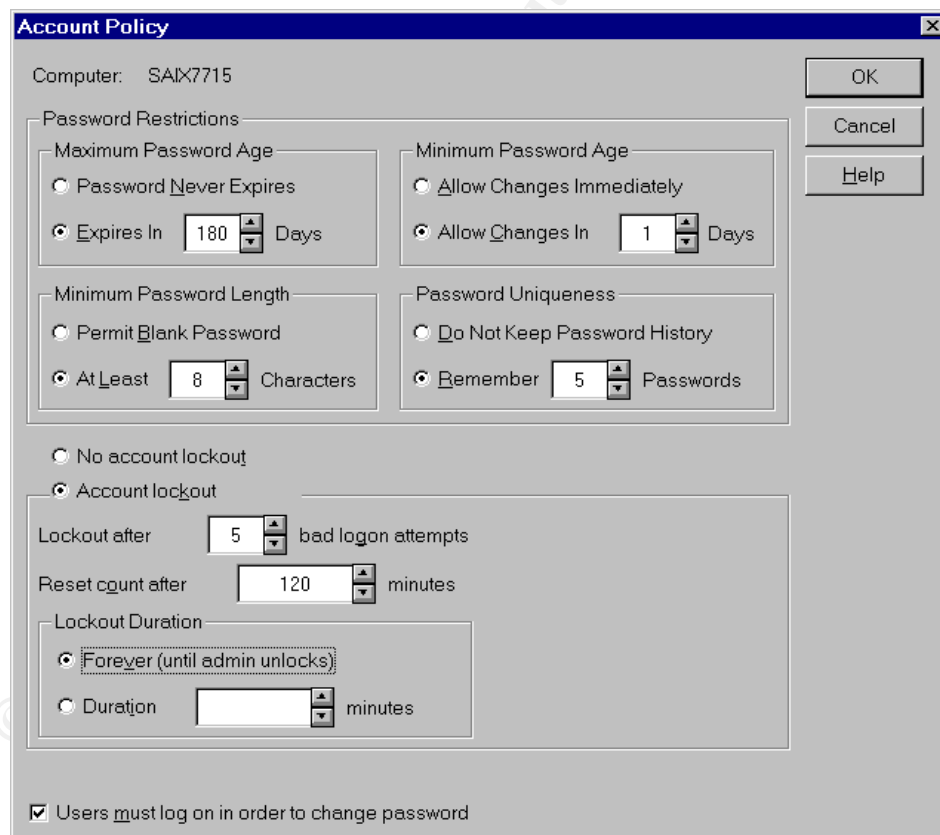 Account Policy
Computer: SAIX7715
OK
Cancel
Help
Password Restrictions
Maximum Password Age
Password Never Expires
Expires In 180 Days
Minimum Password Age
Allow Changes Immediately
Allow Changes In 1 Days
Minimum Password Length
Permit Blank Password
At Least 8 Characters
Password Uniqueness
Do Not Keep Password History
Remember 5 Passwords
No account lockout
Account lockout
Lockout after 5 bad logon attempts
Reset count after 120 minutes
Lockout Duration
Forever (until admin unlocks)
Duration minutes
Users must log on in order to change password